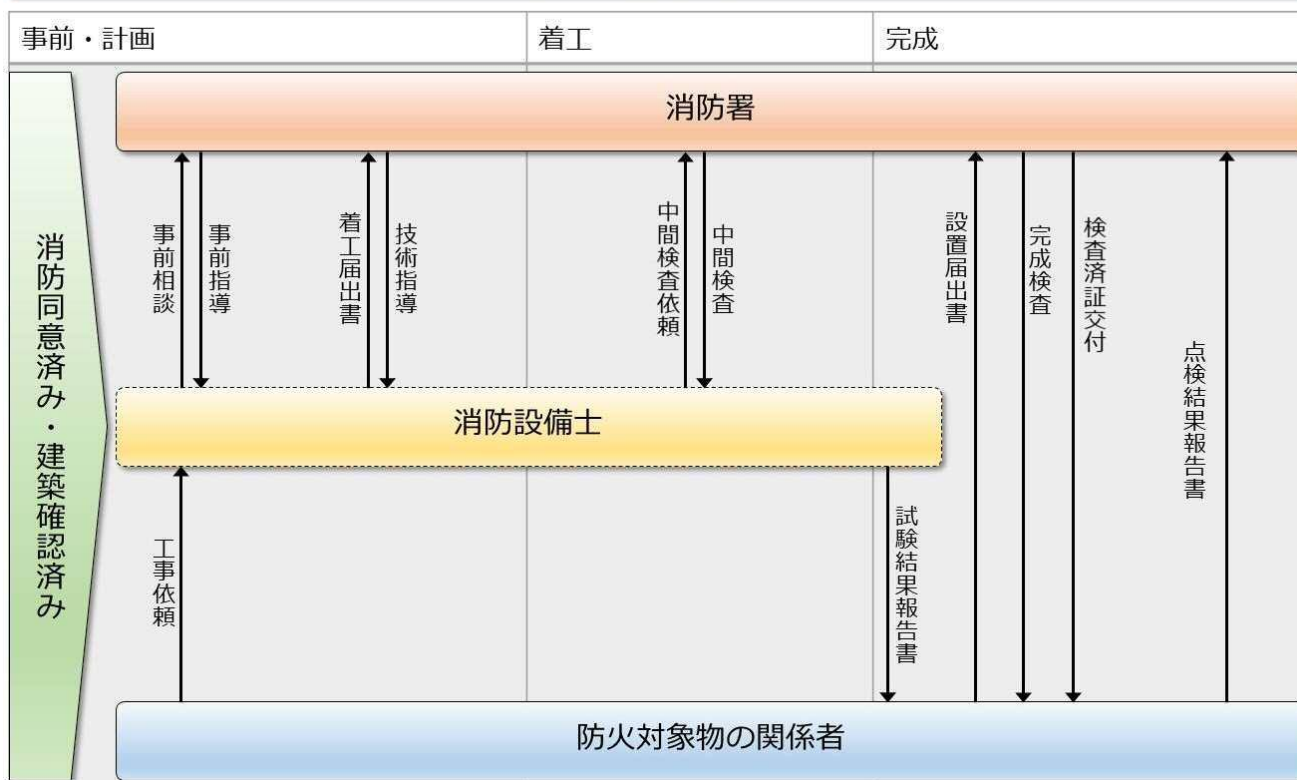 事前・計画
着工
完成
消防署
消防同意済み・建築確認済み
事前相談
事前指導
着工届出書
技術指導
中間検査依頼
中間検査
設置届出書
完成検査
検査済証交付
点検結果報告書
消防設備士
工事依頼
試験結果報告書
防火対象物の関係者